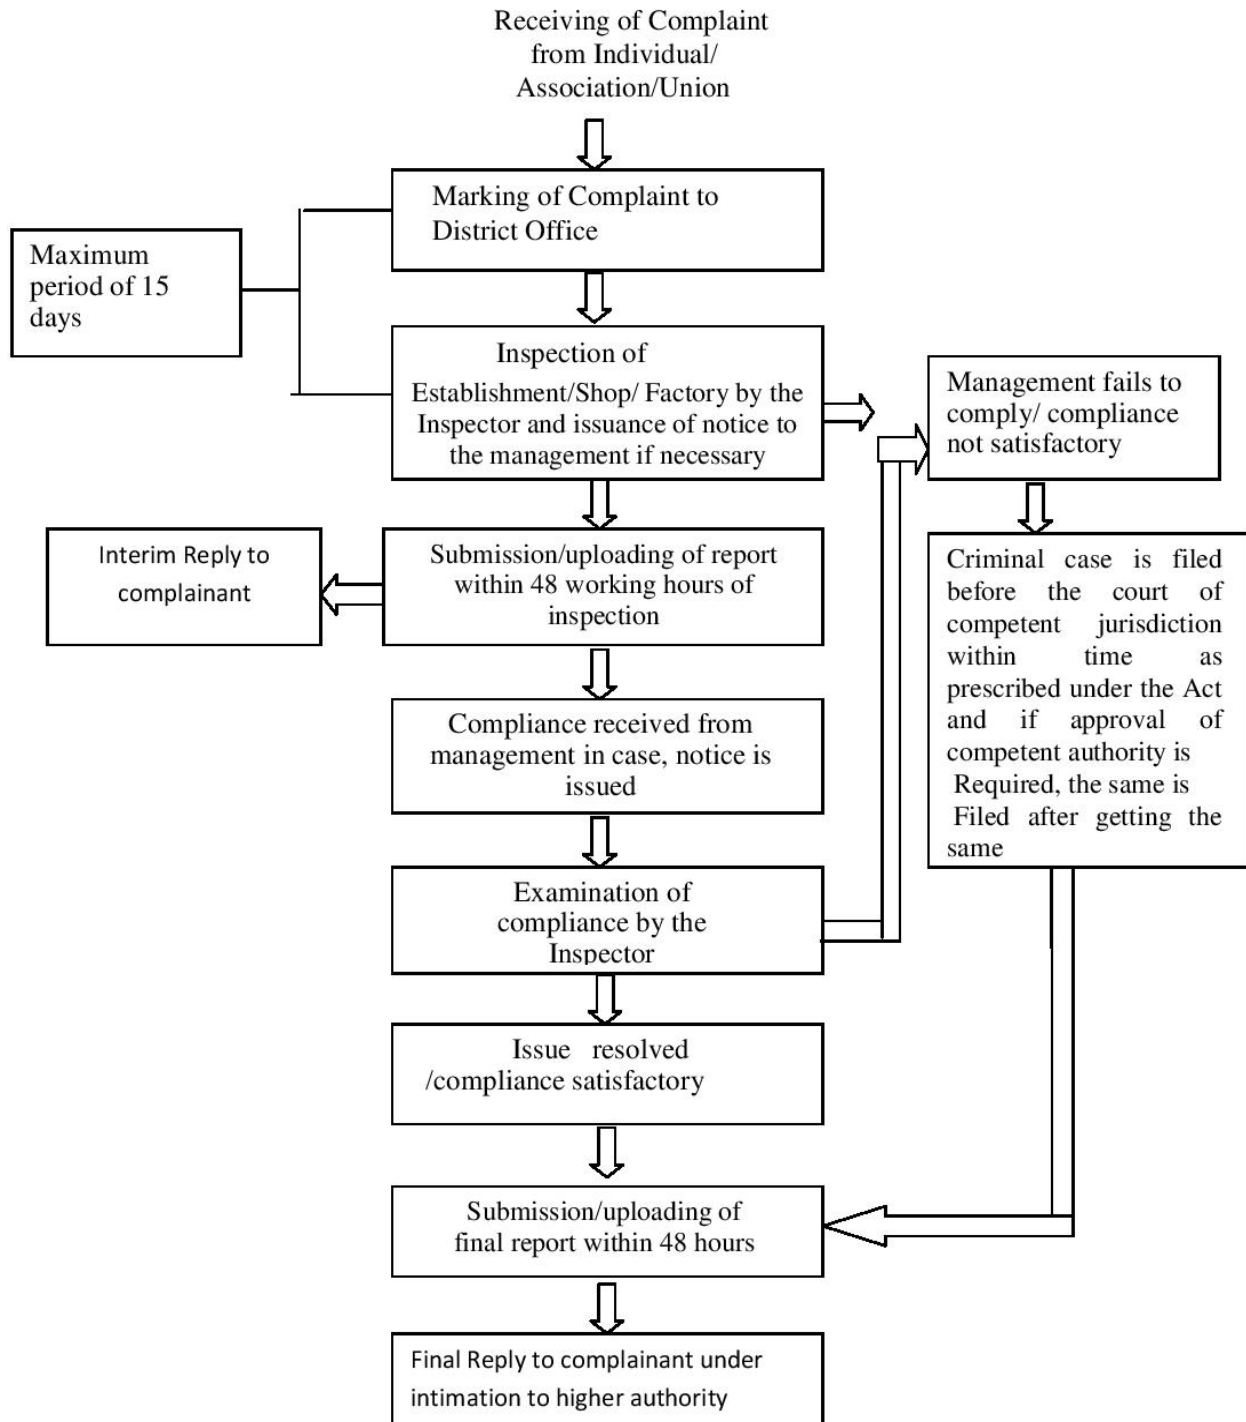 Receiving of Complaint
from Individual/
Association/Union
Marking of Complaint to
District Office
Maximum
period of 15
days
Inspection of
Establishment/Shop/ Factory by the
Inspector and issuance of notice to
the management if necessary
Management fails to
comply/ compliance
not satisfactory
Interim Reply to
complainant
Submission/uploading of report
within 48 working hours of
inspection
Criminal case is filed
before the court of
competent jurisdiction
within time as
prescribed under the Act
and if approval of
competent authority is
Required, the same is
Filed after getting the
same
Compliance received from
management in case, notice is
issued
Examination of
compliance by the
Inspector
Issue resolved
/compliance satisfactory
Submission/uploading of
final report within 48 hours
Final Reply to complainant under
intimation to higher authority